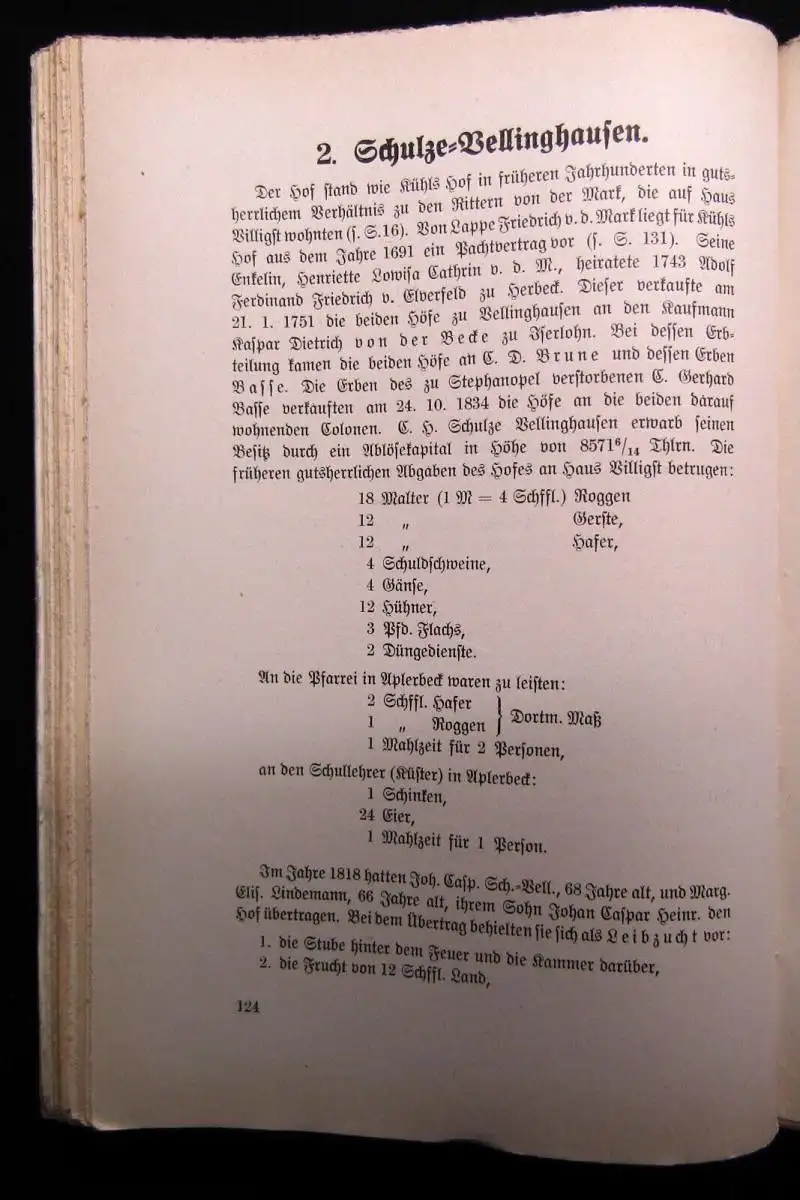 2. Schulze-Vellinghausen.
Der Hof stand wie Kühls Hof in früheren Jahrhunderten in guts-
herrlichem Verhältnis zu den Rittern von der Mark, die auf Haus
Villigst wohnten (s. S.16). Von Lappe Friedrich v. d. Mark liegt für Kühls
Hof aus dem Jahre 1691 ein Pachtvertrag vor (s. S. 131). Seine
Enkelin, Henriette Lowisa Cathrin v. d. M., heiratete 1743 Adolf
Ferdinand Friedrich v. Elverfeld zu Herbeck. Dieser verkaufte am
21. 1. 1751 die beiden Höfe zu Vellinghausen an den Kaufmann
Kaspar Dietrich von der Becke zu Iserlohn. Bei dessen Erb-
teilung kamen die beiden Höfe an C. D. Brune und dessen Erben
Basse. Die Erben des zu Stephanopel verstorbenen C. Gerhard
Basse verkauften am 24. 10. 1834 die Höfe an die beiden darauf
wohnenden Colonen. C. H. Schulze Vellinghausen erwarb seinen
Besitz durch ein Ablösekapital in Höhe von 8571⁶/₁₄ Thlrn. Die
früheren gutsherrlichen Abgaben des Hofes an Haus Villigst betrugen:
18 Malter (1 M = 4 Schffl.) Roggen
12 „ Gerste,
12 „ Hafer,
4 Schuldschweine,
4 Gänse,
12 Hühner,
3 Pfd. Flachs,
2 Düngedienste.
An die Pfarrei in Aplerbeck waren zu leisten:
2 Schffl. Hafer
1 „ Roggen } Dortm. Maß
1 Mahlzeit für 2 Personen,
an den Schullehrer (Küster) in Aplerbeck:
1 Schinken,
24 Eier,
1 Mahlzeit für 1 Person.
Im Jahre 1818 hatten Joh. Casp. Sch.-Vell., 68 Jahre alt, und Marg.
Elis. Lindemann, 66 Jahre alt, ihrem Sohn Johan Caspar Heinr. den
Hof übertragen. Bei dem Übertrag behielten sie sich als Leibzucht vor:
1. die Stube hinter dem Feuer und die Kammer darüber,
2. die Frucht von 12 Schffl. Land,
124